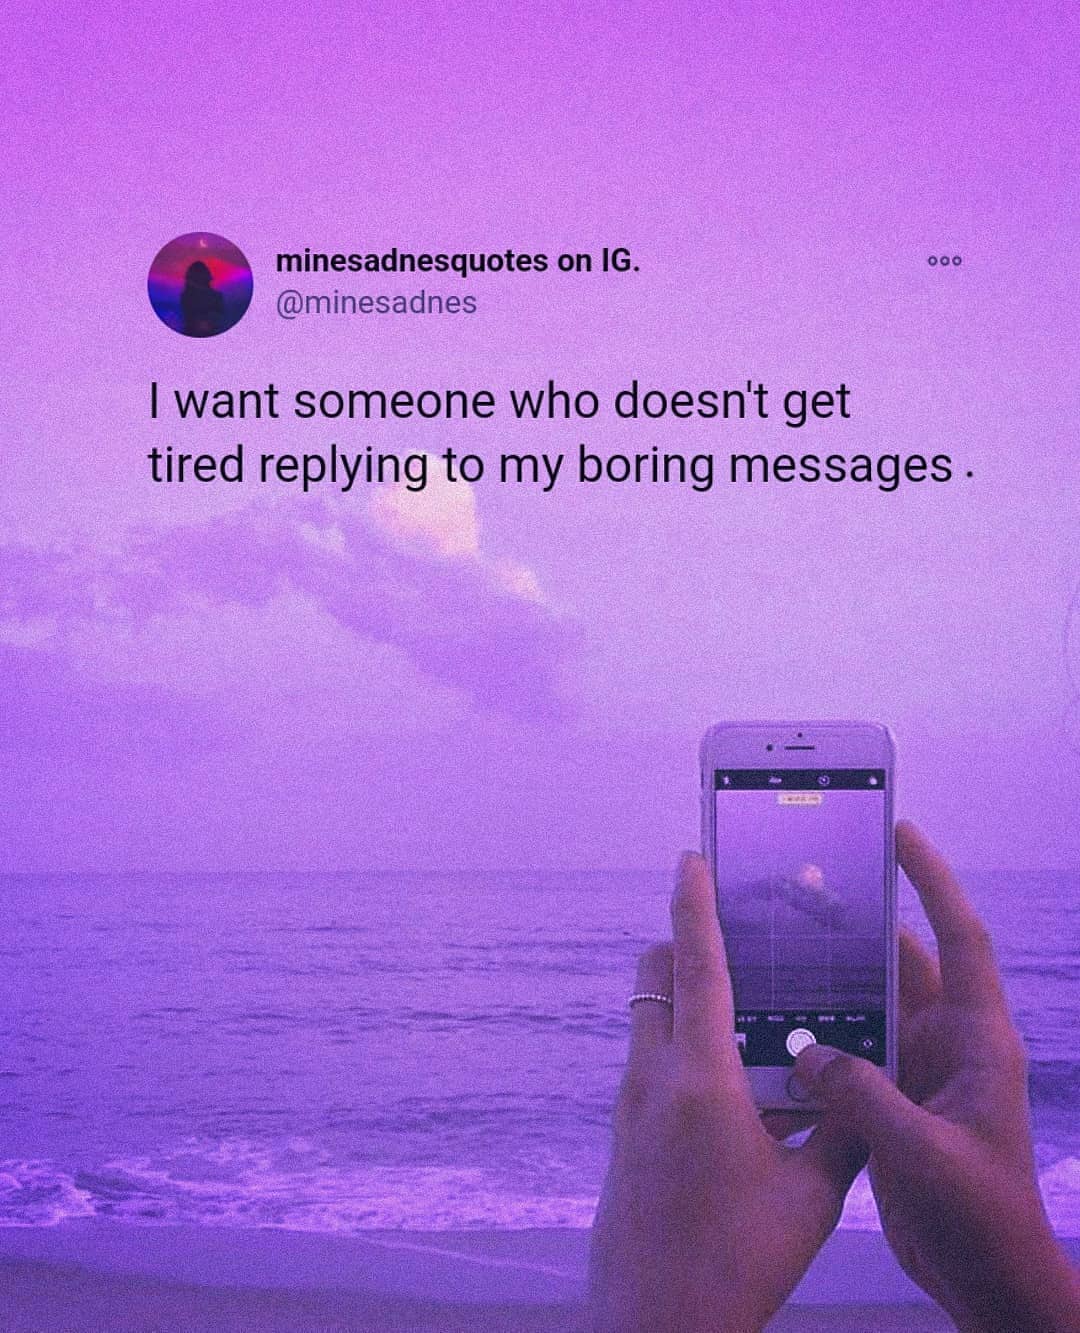 minesadnesquotes on IG.
@minesadnes
I want someone who doesn't get
tired replying to my boring messages .